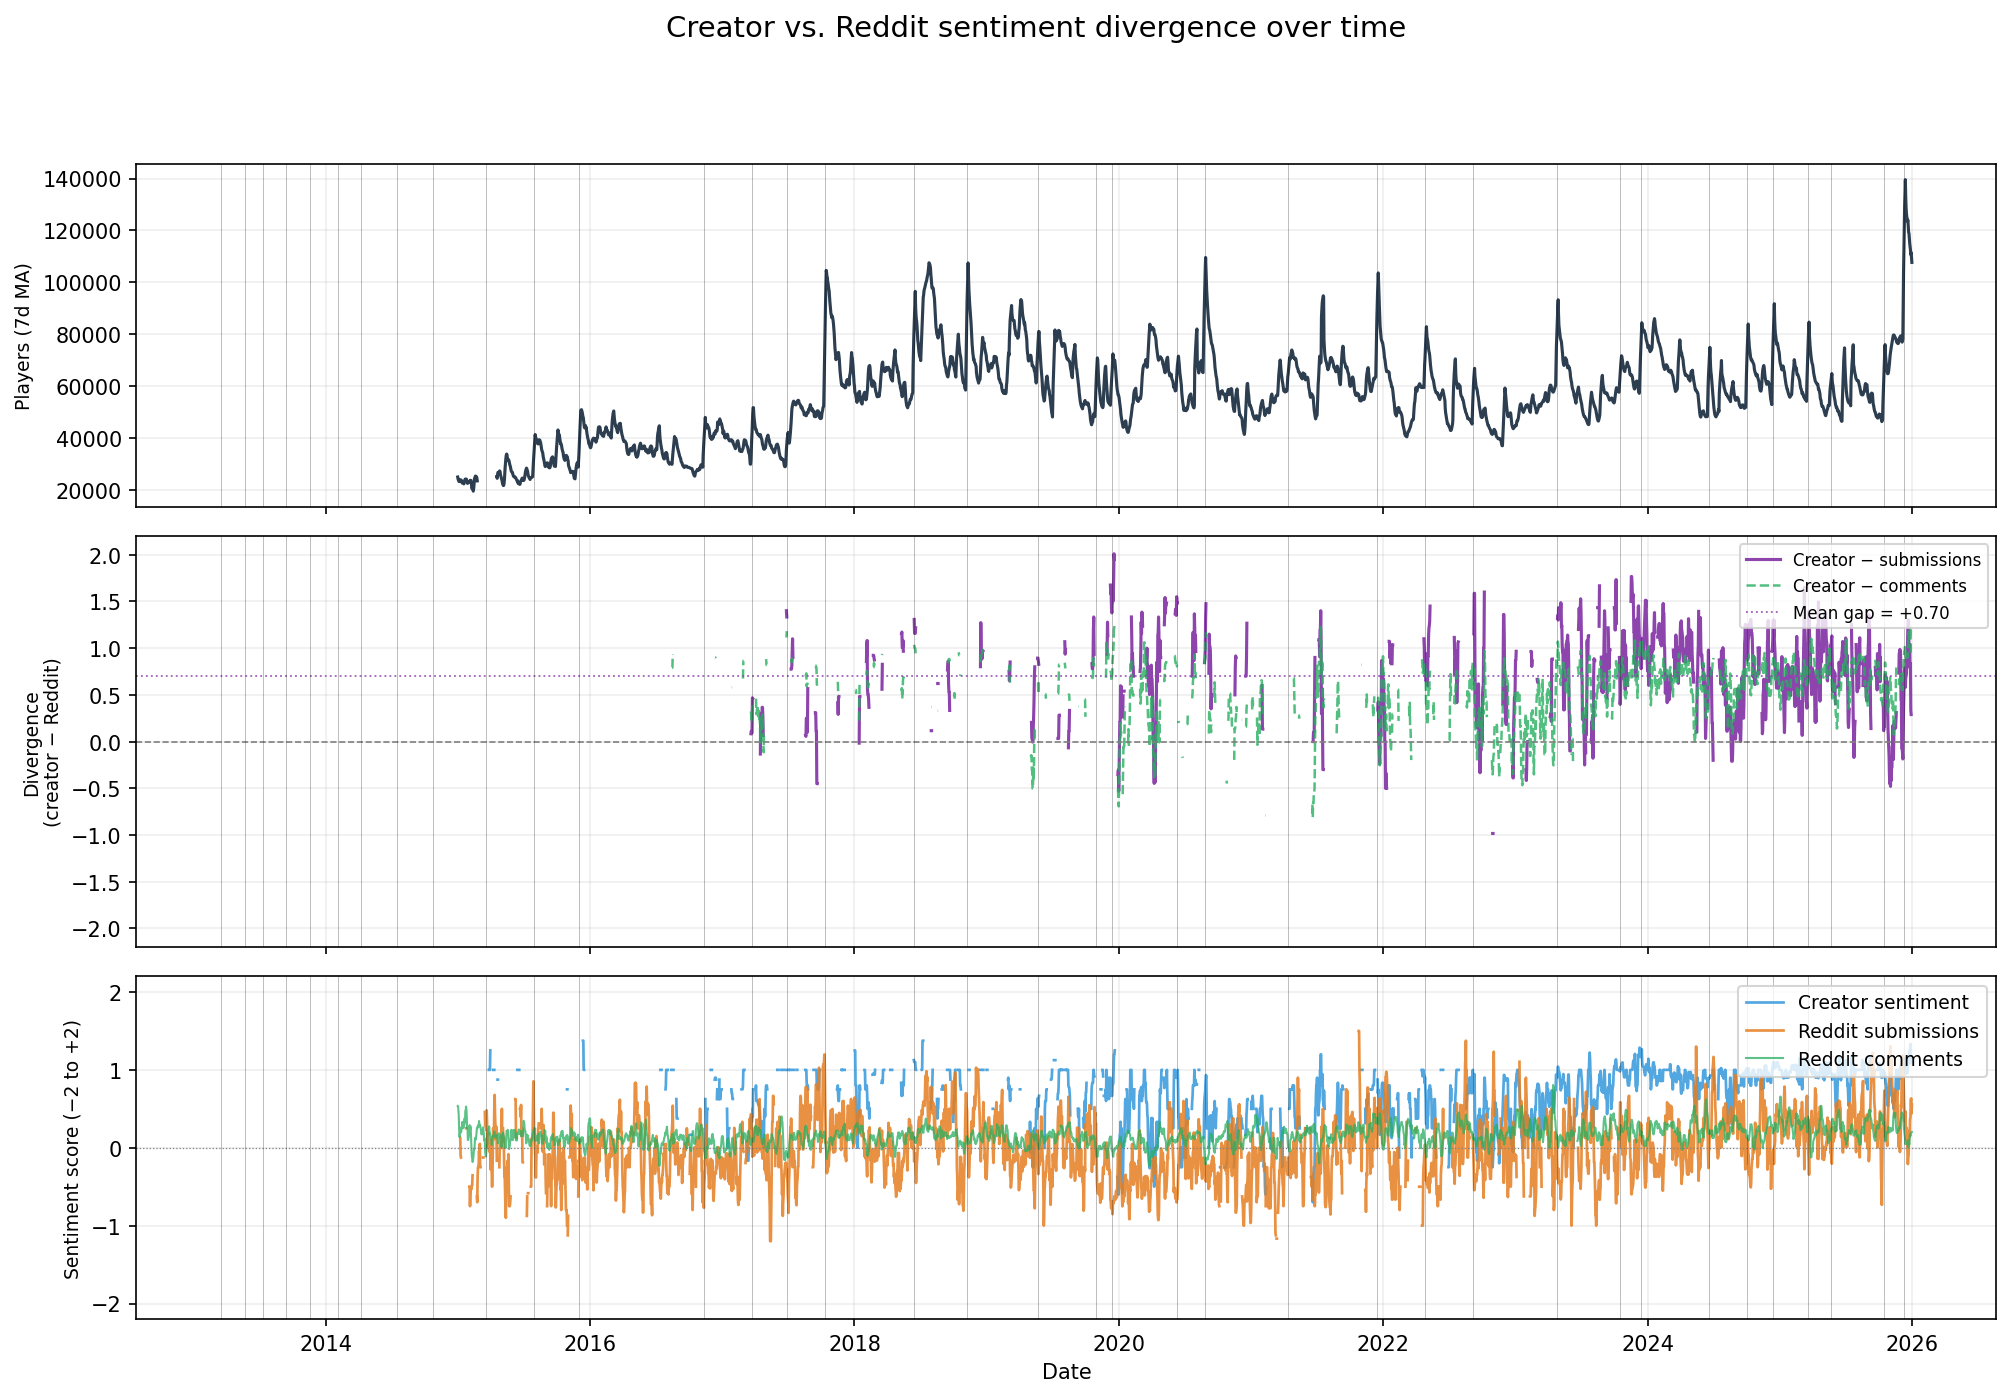 Creator vs. Reddit sentiment divergence over time
Players (7d MA)
140000
120000
100000
80000
60000
40000
20000
Divergence
(creator − Reddit)
2.0
1.5
1.0
0.5
0.0
−0.5
−1.0
−1.5
−2.0
Creator − submissions
Creator − comments
Mean gap = +0.70
Sentiment score (−2 to +2)
2
1
0
−1
−2
Creator sentiment
Reddit submissions
Reddit comments
2014
2016
2018
2020
2022
2024
2026
Date